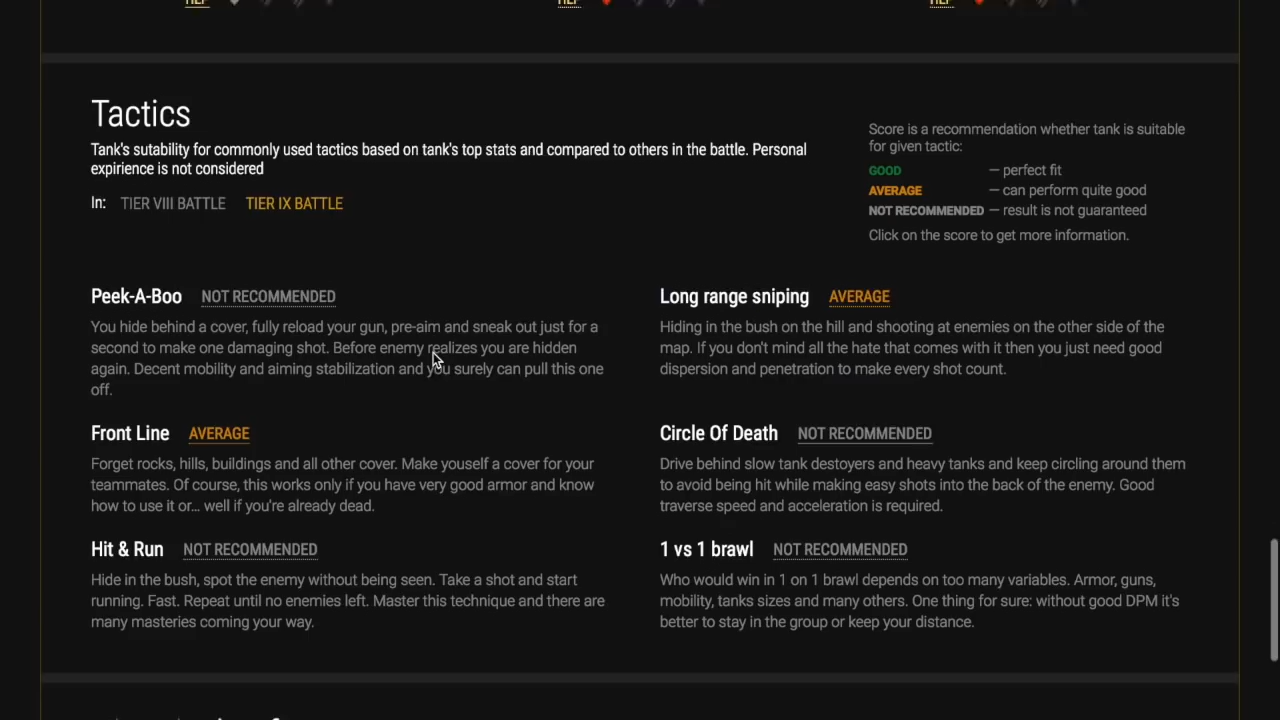 HELP HELP HELP
Tactics
Tank's sutability for commonly used tactics based on tank's top stats and compared to others in the battle. Personal
expirience is not considered
In: TIER VIII BATTLE TIER IX BATTLE
Score is a recommendation whether tank is suitable
for given tactic:
GOOD — perfect fit
AVERAGE — can perform quite good
NOT RECOMMENDED — result is not guaranteed
Click on the score to get more information.
Peek-A-Boo NOT RECOMMENDED
You hide behind a cover, fully reload your gun, pre-aim and sneak out just for a
second to make one damaging shot. Before enemy realizes you are hidden
again. Decent mobility and aiming stabilization and you surely can pull this one
off.
Long range sniping AVERAGE
Hiding in the bush on the hill and shooting at enemies on the other side of the
map. If you don't mind all the hate that comes with it then you just need good
dispersion and penetration to make every shot count.
Front Line AVERAGE
Forget rocks, hills, buildings and all other cover. Make youself a cover for your
teammates. Of course, this works only if you have very good armor and know
how to use it or... well if you're already dead.
Circle Of Death NOT RECOMMENDED
Drive behind slow tank destoyers and heavy tanks and keep circling around them
to avoid being hit while making easy shots into the back of the enemy. Good
traverse speed and acceleration is required.
Hit & Run NOT RECOMMENDED
Hide in the bush, spot the enemy without being seen. Take a shot and start
running. Fast. Repeat until no enemies left. Master this technique and there are
many masteries coming your way.
1 vs 1 brawl NOT RECOMMENDED
Who would win in 1 on 1 brawl depends on too many variables. Armor, guns,
mobility, tanks sizes and many others. One thing for sure: without good DPM it's
better to stay in the group or keep your distance.